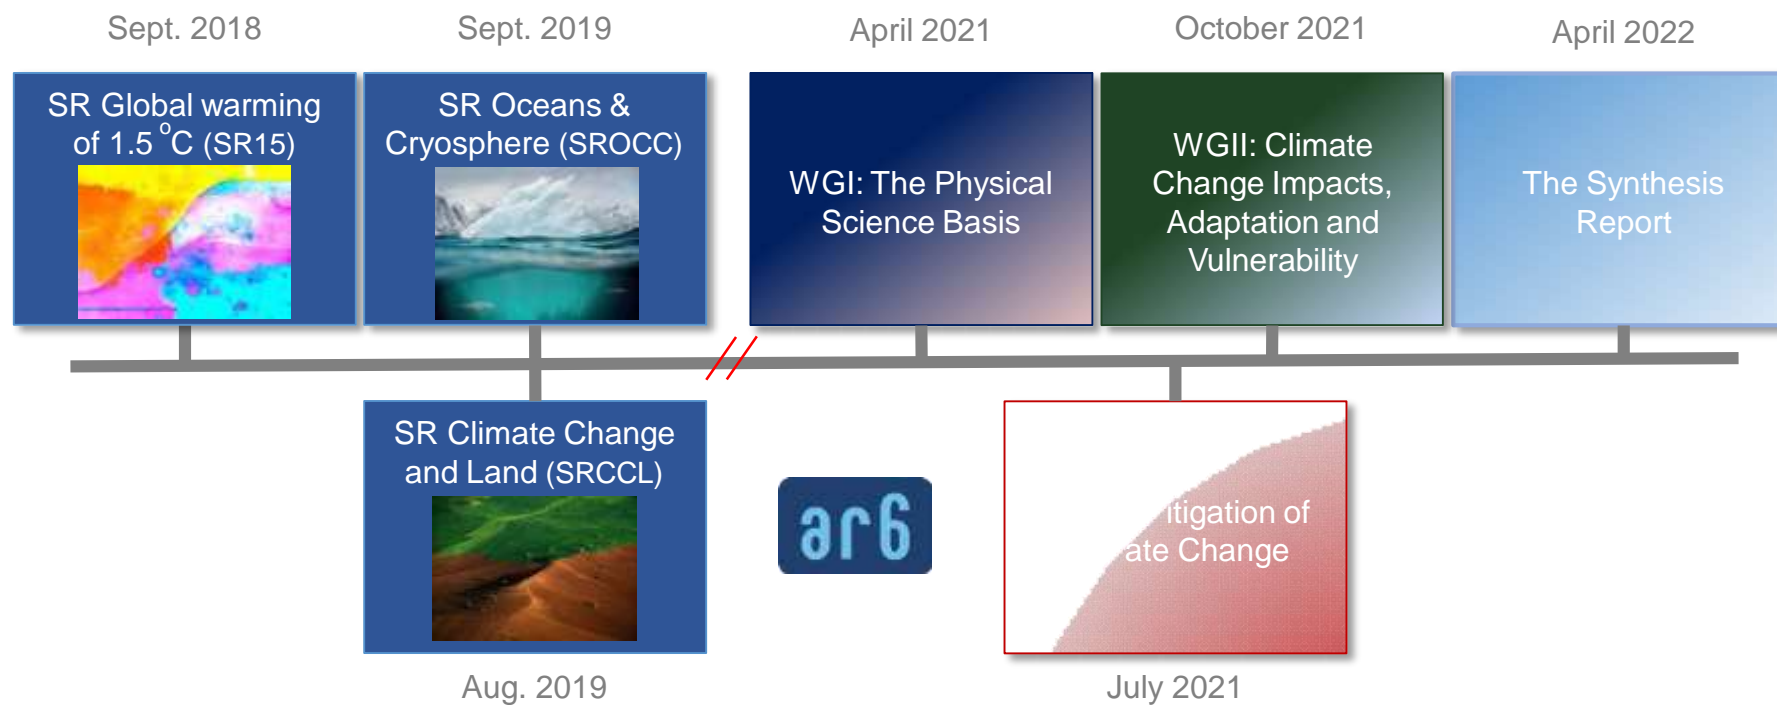 Sept. 2018
Sept. 2019
April 2021
October 2021
April 2022
SR Global warming
of 1.5 °C (SR15)
SR Oceans &
Cryosphere (SROCC)
WGI: The Physical
Science Basis
WGII: Climate
Change Impacts,
Adaptation and
Vulnerability
The Synthesis
Report
SR Climate Change
and Land (SRCCL)
ar6
itigation of
ate Change
Aug. 2019
July 2021